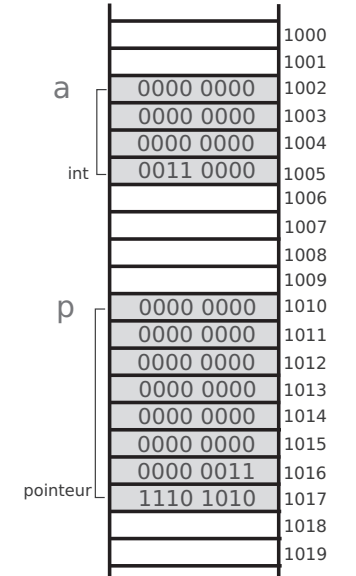 1000
1001
a 0000 0000 1002
0000 0000 1003
0000 0000 1004
int 0011 0000 1005
1006
1007
1008
1009
p 0000 0000 1010
0000 0000 1011
0000 0000 1012
0000 0000 1013
0000 0000 1014
0000 0000 1015
0000 0011 1016
pointeur 1110 1010 1017
1018
1019